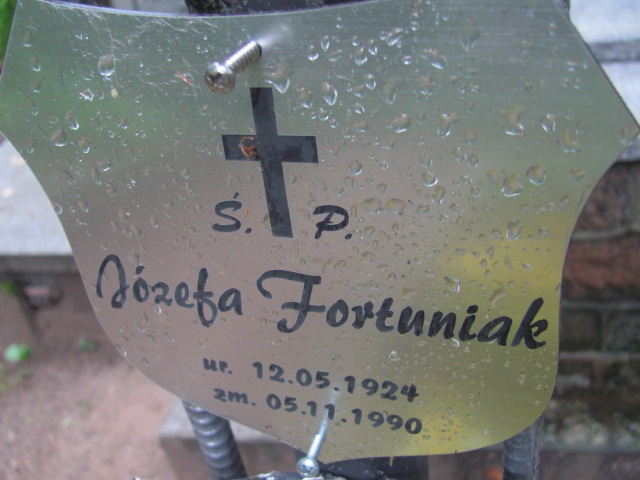 Ś. P.
Józefa Fortuniak
ur. 12.05.1924
zm. 05.11.1990